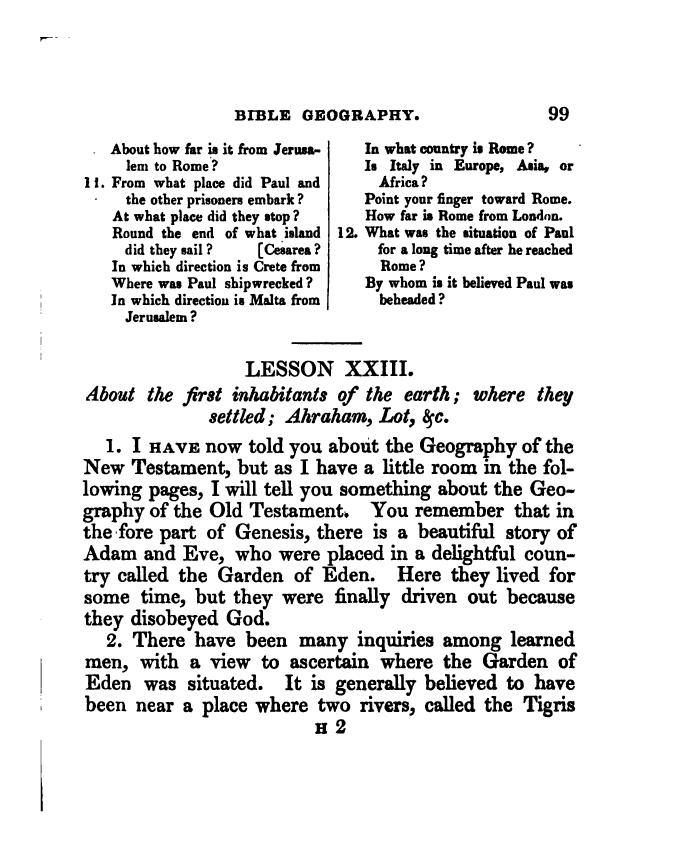 BIBLE GEOGRAPHY. 99
About how far is it from Jerusa-
lem to Rome?
11. From what place did Paul and
the other prisoners embark?
At what place did they stop?
Round the end of what island
did they sail? [Cesarea?
In which direction is Crete from
Where was Paul shipwrecked?
In which direction is Malta from
Jerusalem?
In what country is Rome?
Is Italy in Europe, Asia, or
Africa?
Point your finger toward Rome.
How far is Rome from London.
12. What was the situation of Paul
for a long time after he reached
Rome?
By whom is it believed Paul was
beheaded?
LESSON XXIII.
About the first inhabitants of the earth; where they
settled; Ahraham, Lot, &c.
1. I HAVE now told you about the Geography of the
New Testament, but as I have a little room in the fol-
lowing pages, I will tell you something about the Geo-
graphy of the Old Testament. You remember that in
the fore part of Genesis, there is a beautiful story of
Adam and Eve, who were placed in a delightful coun-
try called the Garden of Eden. Here they lived for
some time, but they were finally driven out because
they disobeyed God.
2. There have been many inquiries among learned
men, with a view to ascertain where the Garden of
Eden was situated. It is generally believed to have
been near a place where two rivers, called the Tigris
H 2